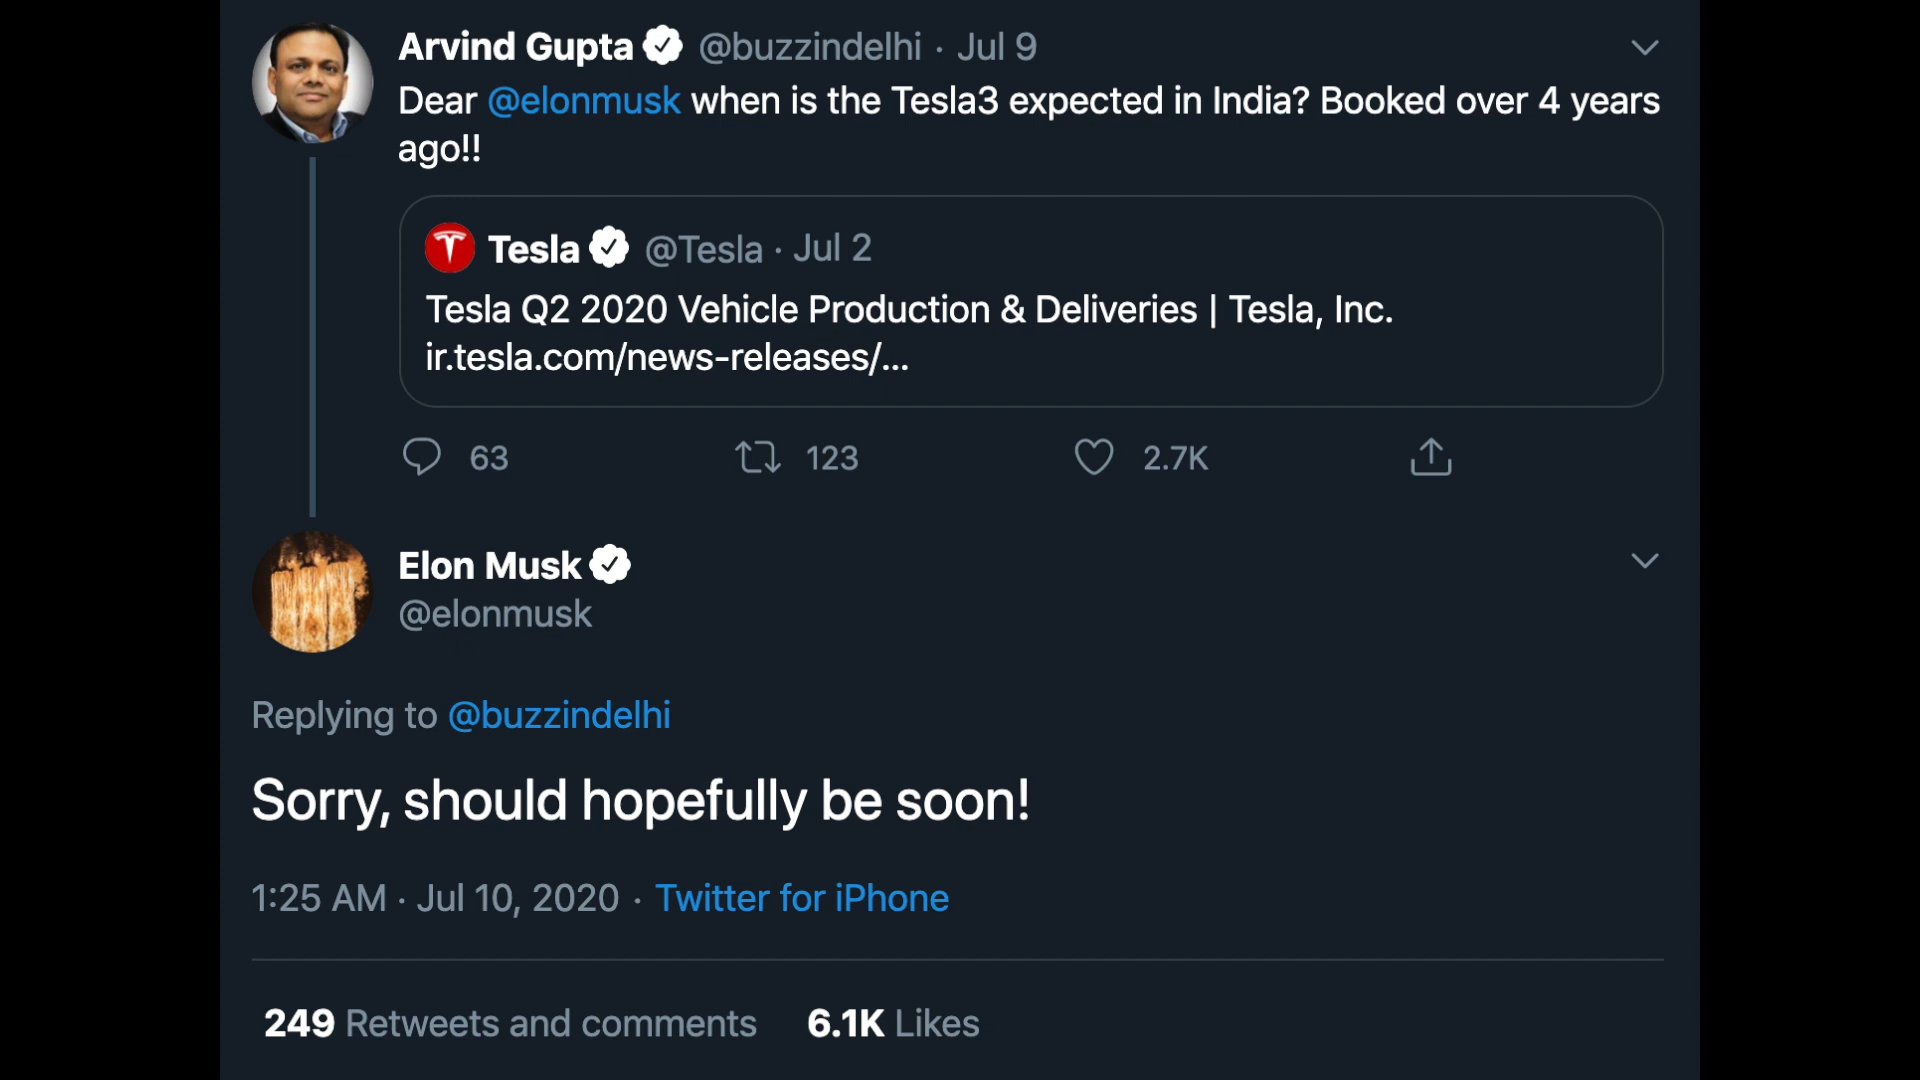 Arvind Gupta @buzzindelhi · Jul 9
Dear @elonmusk when is the Tesla3 expected in India? Booked over 4 years
ago!!
Tesla @Tesla · Jul 2
Tesla Q2 2020 Vehicle Production & Deliveries | Tesla, Inc.
ir.tesla.com/news-releases/...
63 123 2.7K
Elon Musk
@elonmusk
Replying to @buzzindelhi
Sorry, should hopefully be soon!
1:25 AM · Jul 10, 2020 · Twitter for iPhone
249 Retweets and comments 6.1K Likes